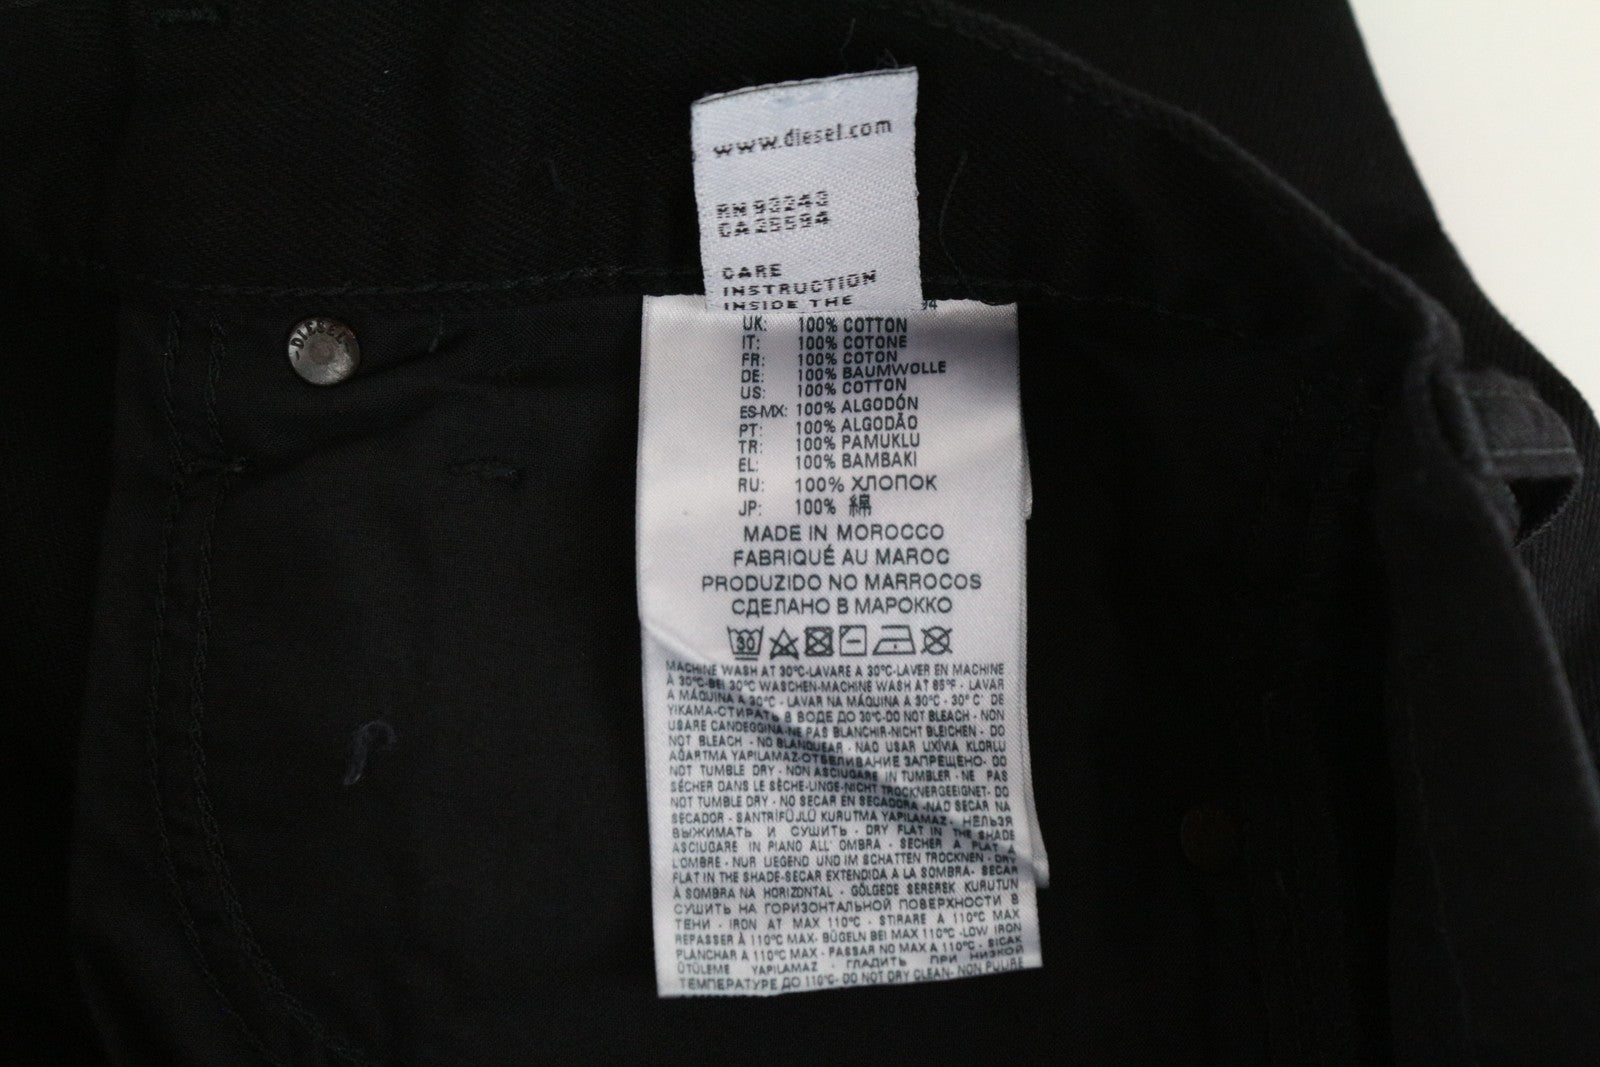 www.diesel.com
RN 93243
CA 25594
CARE
INSTRUCTION
INSIDE THE
94
-DIESEL-
UK: 100% COTTON
IT: 100% COTONE
FR: 100% COTON
DE: 100% BAUMWOLLE
US: 100% COTTON
ES-MX: 100% ALGODÓN
PT: 100% ALGODÃO
TR: 100% PAMUKLU
EL: 100% BAMBAKI
RU: 100% ХЛОПОК
JP: 100% 綿
MADE IN MOROCCO
FABRIQUÉ AU MAROC
PRODUZIDO NO MARROCOS
СДЕЛАНО В МАРОККО
30
MACHINE WASH AT 30°C-LAVARE A 30°C-LAVER EN MACHINE
À 30°C-BEI 30°C WASCHEN-MACHINE WASH AT 85°F - LAVAR
A MÁQUINA A 30°C - LAVAR NA MÁQUINA A 30°C - 30° C' DE
YIKAMA-СТИРАТЬ В ВОДЕ ДО 30°C-DO NOT BLEACH - NON
USARE CANDEGGINA-NE PAS BLANCHIR-NICHT BLEICHEN - DO
NOT BLEACH - NO BLANQUEAR - NÃO USAR LIXÍVIA KLORLU
AĞARTMA YAPILAMAZ-ОТБЕЛИВАНИЕ ЗАПРЕЩЕНО- DO
NOT TUMBLE DRY - NON ASCIUGARE IN TUMBLER - NE PAS
SÉCHER DANS LE SÈCHE-LINGE-NICHT TROCKNERGEEIGNET- DO
NOT TUMBLE DRY - NO SECAR EN SECADORA -NÃO SECAR NA
SECADOR - SANTRİFÜJLÜ KURUTMA YAPILAMAZ - НЕЛЬЗЯ
ВЫЖИМАТЬ И СУШИТЬ - DRY FLAT IN THE SHADE
ASCIUGARE IN PIANO ALL' OMBRA - SÉCHER À PLAT À
L'OMBRE - NUR LIEGEND UND IM SCHATTEN TROCKNEN - DRY
FLAT IN THE SHADE-SECAR EXTENDIDA A LA SOMBRA- SECAR
À SOMBRA NA HORIZONTAL - GÖLGEDE SEREREK KURUTUN
СУШИТЬ НА ГОРИЗОНТАЛЬНОЙ ПОВЕРХНОСТИ В
ТЕНИ - IRON AT MAX 110°C - STIRARE A 110°C MAX
REPASSER À 110°C MAX- BÜGELN BEI MAX 110°C -LOW IRON
PLANCHAR A 110°C MAX - PASSAR NO MAX A 110°C - SICAK
ÜTÜLEME YAPILAMAZ - ГЛАДИТЬ ПРИ НИЗКОЙ
ТЕМПЕРАТУРЕ ДО 110°C- DO NOT DRY CLEAN- NON PULIRE